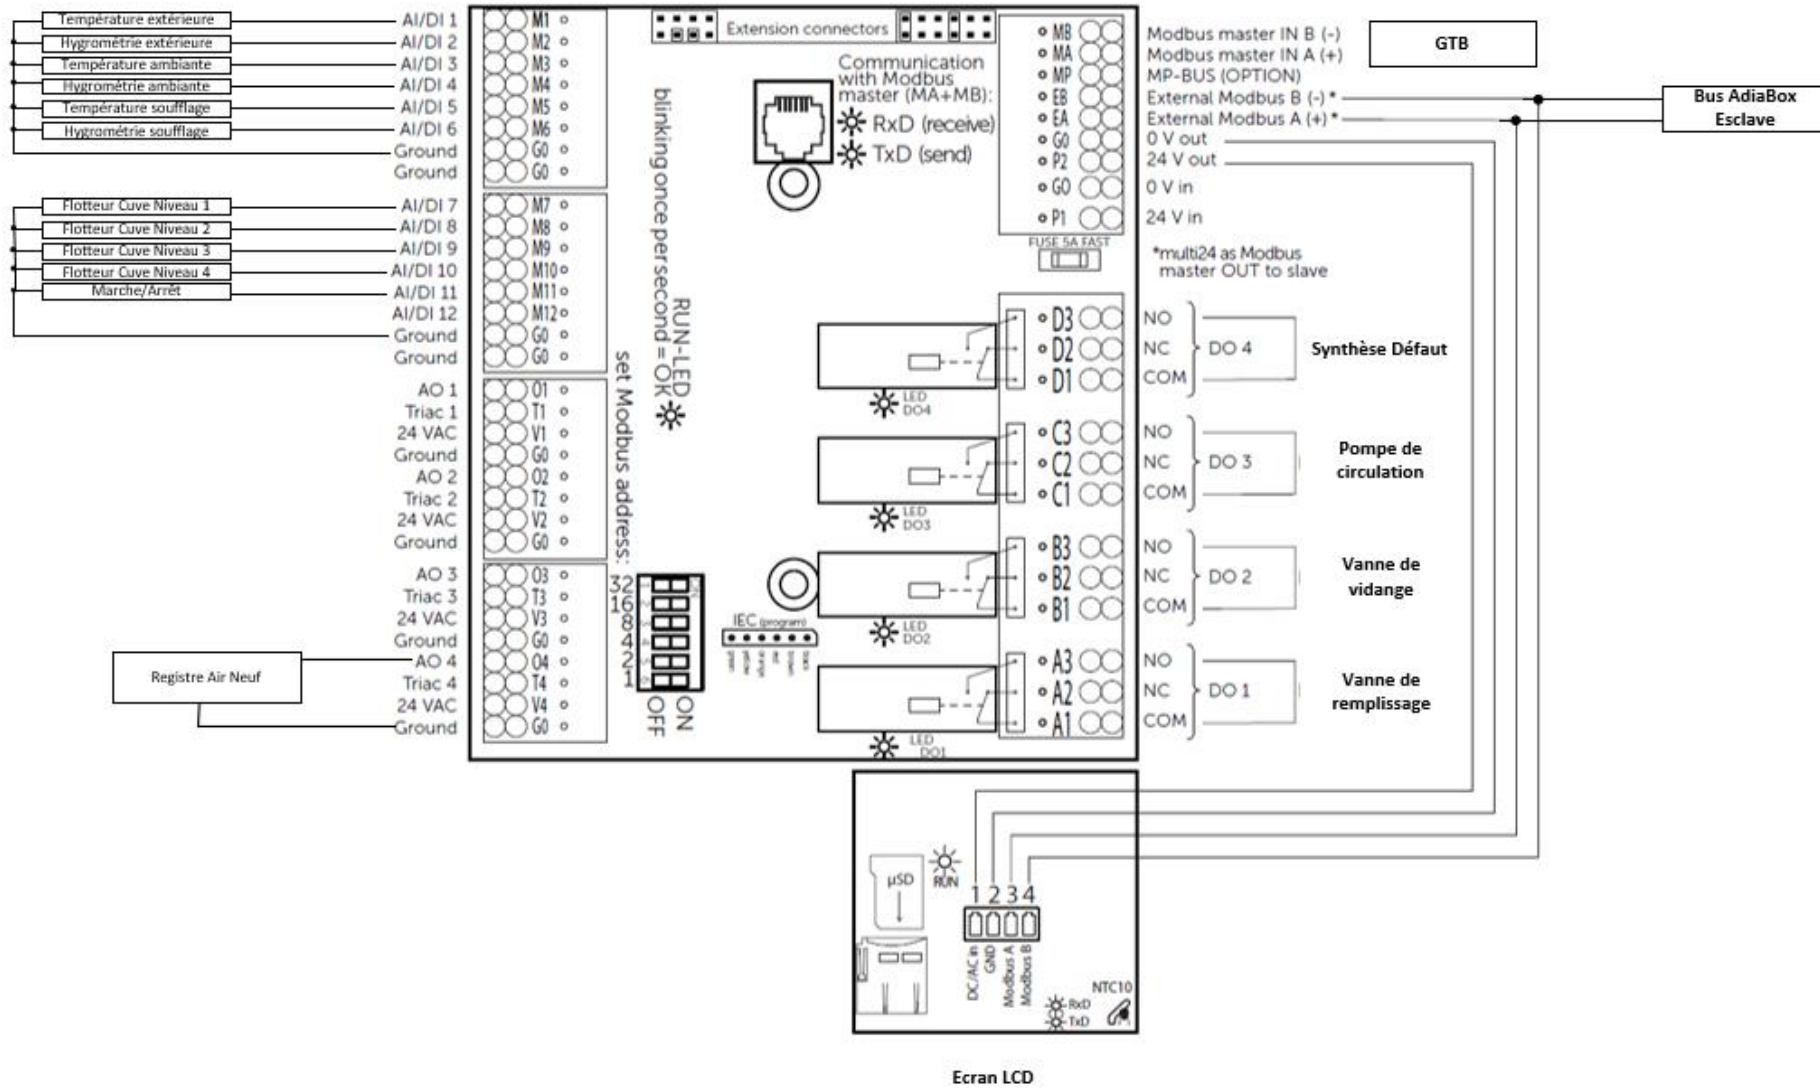 Température extérieure
Hygrométrie extérieure
Température ambiante
Hygrométrie ambiante
Température soufflage
Hygrométrie soufflage
AI/DI 1
AI/DI 2
AI/DI 3
AI/DI 4
AI/DI 5
AI/DI 6
Ground
Ground
M1
M2
M3
M4
M5
M6
G0
G0
Flotteur Cuve Niveau 1
Flotteur Cuve Niveau 2
Flotteur Cuve Niveau 3
Flotteur Cuve Niveau 4
Marche/Arrêt
AI/DI 7
AI/DI 8
AI/DI 9
AI/DI 10
AI/DI 11
AI/DI 12
Ground
Ground
M7
M8
M9
M10
M11
M12
G0
G0
AO 1
Triac 1
24 VAC
Ground
AO 2
Triac 2
24 VAC
Ground
O1
T1
V1
G0
O2
T2
V2
G0
AO 3
Triac 3
24 VAC
Ground
AO 4
Triac 4
24 VAC
Ground
O3
T3
V3
G0
O4
T4
V4
G0
Registre Air Neuf
Extension connectors
Communication
with Modbus
master (MA+MB):
RxD (receive)
TxD (send)
blinking once per second = OK
RUN-LED
set Modbus address:
32
16
8
4
2
1
1
2
3
4
5
6
ON
OFF
ON
IEC (program)
green
yellow
orange
red
brown
black
MB
MA
MP
EB
EA
G0
P2
G0
P1
FUSE 5A FAST
Modbus master IN B (-)
Modbus master IN A (+)
MP-BUS (OPTION)
External Modbus B (-) *
External Modbus A (+) *
0 V out
24 V out
0 V in
24 V in
*multi24 as Modbus
master OUT to slave
GTB
Bus AdiaBox
Esclave
LED
DO4
D3
D2
D1
NO
NC
COM
DO 4
Synthèse Défaut
LED
DO3
C3
C2
C1
NO
NC
COM
DO 3
Pompe de
circulation
LED
DO2
B3
B2
B1
NO
NC
COM
DO 2
Vanne de
vidange
LED
DO1
A3
A2
A1
NO
NC
COM
DO 1
Vanne de
remplissage
µSD
RUN
1 2 3 4
DC/AC in
GND
Modbus A
Modbus B
NTC10
RxD
TxD
Ecran LCD